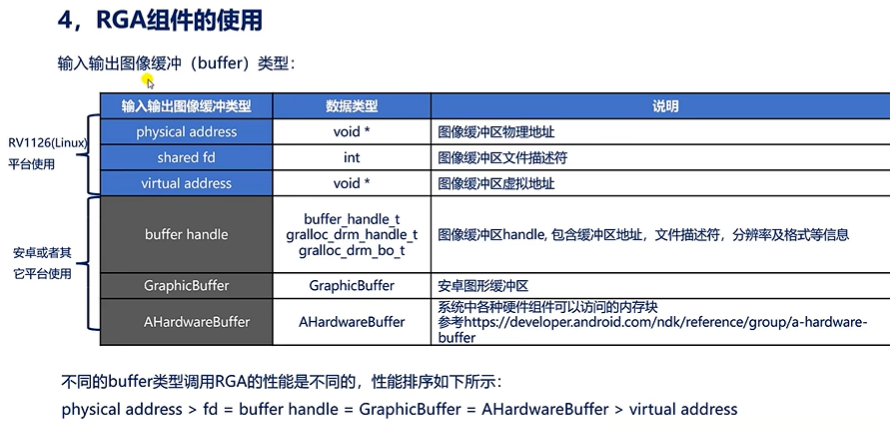 4，RGA组件的使用
输入输出图像缓冲（buffer）类型：
输入输出图像缓冲类型 数据类型 说明
RV1126(Linux)
平台使用
physical address void * 图像缓冲区物理地址
shared fd int 图像缓冲区文件描述符
virtual address void * 图像缓冲区虚拟地址
安卓或者其
它平台使用
buffer handle
buffer_handle_t
gralloc_drm_handle_t
gralloc_drm_bo_t
图像缓冲区handle, 包含缓冲区地址，文件描述符，分辨率及格式等信息
GraphicBuffer GraphicBuffer 安卓图形缓冲区
AHardwareBuffer AHardwareBuffer
系统中各种硬件组件可以访问的内存块
参考https://developer.android.com/ndk/reference/group/a-hardware-
buffer
不同的buffer类型调用RGA的性能是不同的，性能排序如下所示：
physical address > fd = buffer handle = GraphicBuffer = AHardwareBuffer > virtual address